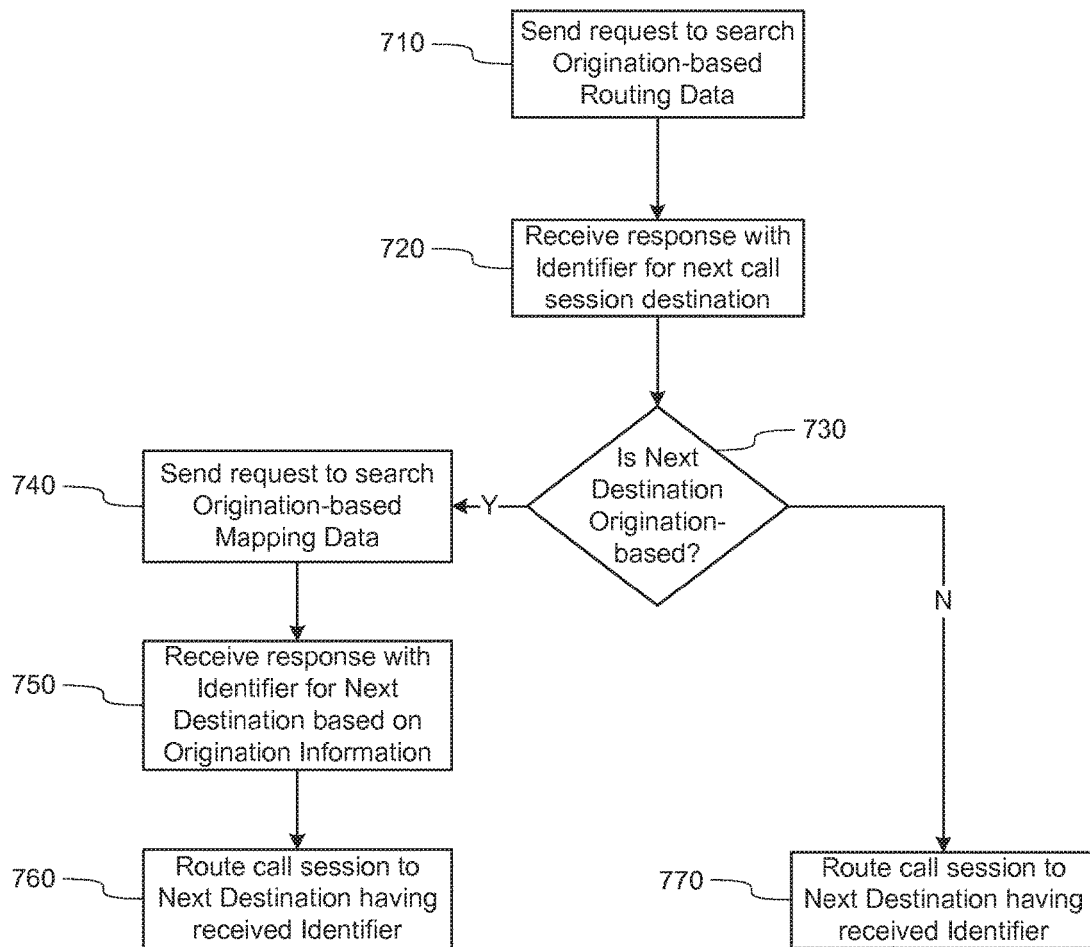 710
Send request to search
Origination-based
Routing Data
720
Receive response with
Identifier for next call
session destination
730
Is Next
Destination
Origination-
based?
Y
N
740
Send request to search
Origination-based
Mapping Data
750
Receive response with
Identifier for Next
Destination based on
Origination Information
760
Route call session to
Next Destination having
received Identifier
770
Route call session to
Next Destination having
received Identifier